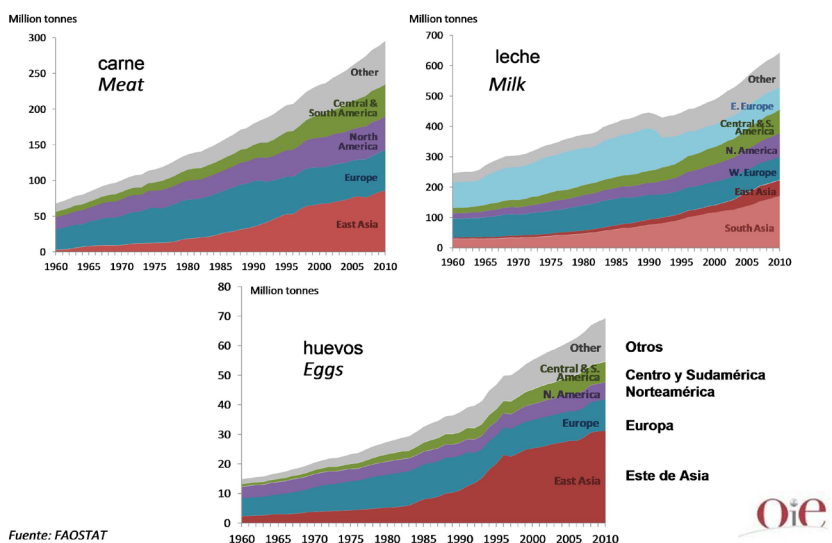 Million tonnes
carne
Meat
350
300
250
200
150
100
50
0
Other
Central &
South America
North
America
Europe
East Asia
1960 1965 1970 1975 1980 1985 1990 1995 2000 2005 2010
Million tonnes
leche
Milk
700
600
500
400
300
200
100
0
Other
E. Europe
Central & S.
America
N. America
W. Europe
East Asia
South Asia
1960 1965 1970 1975 1980 1985 1990 1995 2000 2005 2010
Million tonnes
huevos
Eggs
80
70
60
50
40
30
20
10
0
Other
Central & S.
America
N. America
Europe
East Asia
1960 1965 1970 1975 1980 1985 1990 1995 2000 2005 2010
Otros
Centro y Sudamérica
Norteamérica
Europa
Este de Asia
Fuente: FAOSTAT
oie